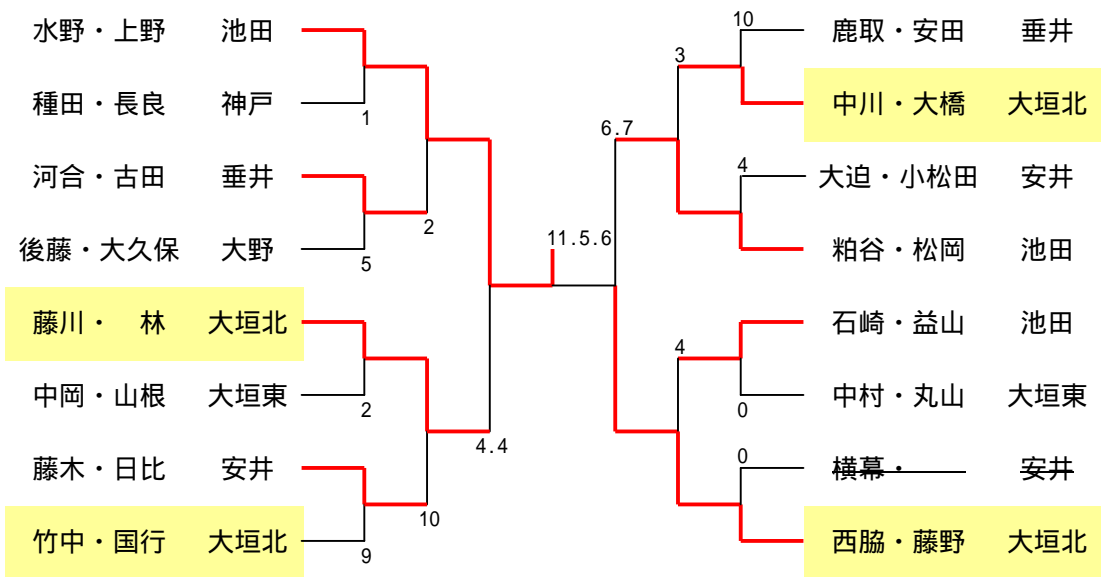 水野・上野 池田
種田・長良 神戸
1
河合・古田 垂井
2
後藤・大久保 大野
5
藤川・ 林 大垣北
中岡・山根 大垣東
2
4.4
藤木・日比 安井
10
竹中・国行 大垣北
9
11.5.6
10
鹿取・安田 垂井
3
中川・大橋 大垣北
6.7
4
大迫・小松田 安井
粕谷・松岡 池田
石崎・益山 池田
4
中村・丸山 大垣東
0
0
横幕・ 安井
西脇・藤野 大垣北